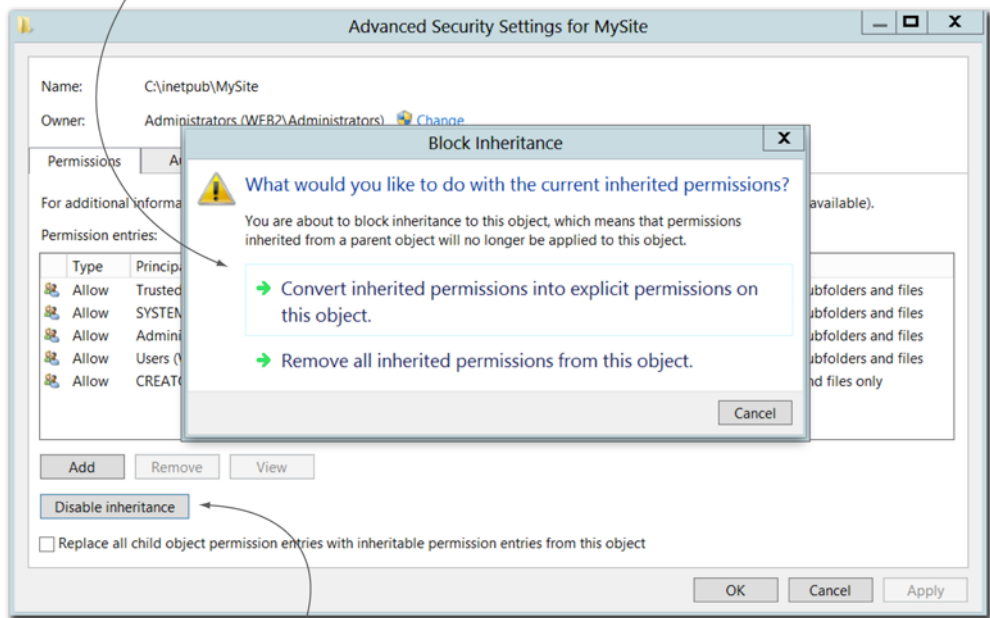 Advanced Security Settings for MySite
Name: C:\inetpub\MySite
Owner: Administrators (WEB2\Administrators) Change
Block Inheritance
Permissions
What would you like to do with the current inherited permissions?
For additional available).
You are about to block inheritance to this object, which means that permissions
inherited from a parent object will no longer be applied to this object.
Permission entries:
Type
Allow Trusted ubfolders and files
Allow SYSTEM ubfolders and files
Allow Admini ubfolders and files
Allow Users ubfolders and files
Allow CREATO nd files only
Convert inherited permissions into explicit permissions on
this object.
Remove all inherited permissions from this object.
Cancel
Add Remove View
Disable inheritance
Replace all child object permission entries with inheritable permission entries from this object
OK Cancel Apply